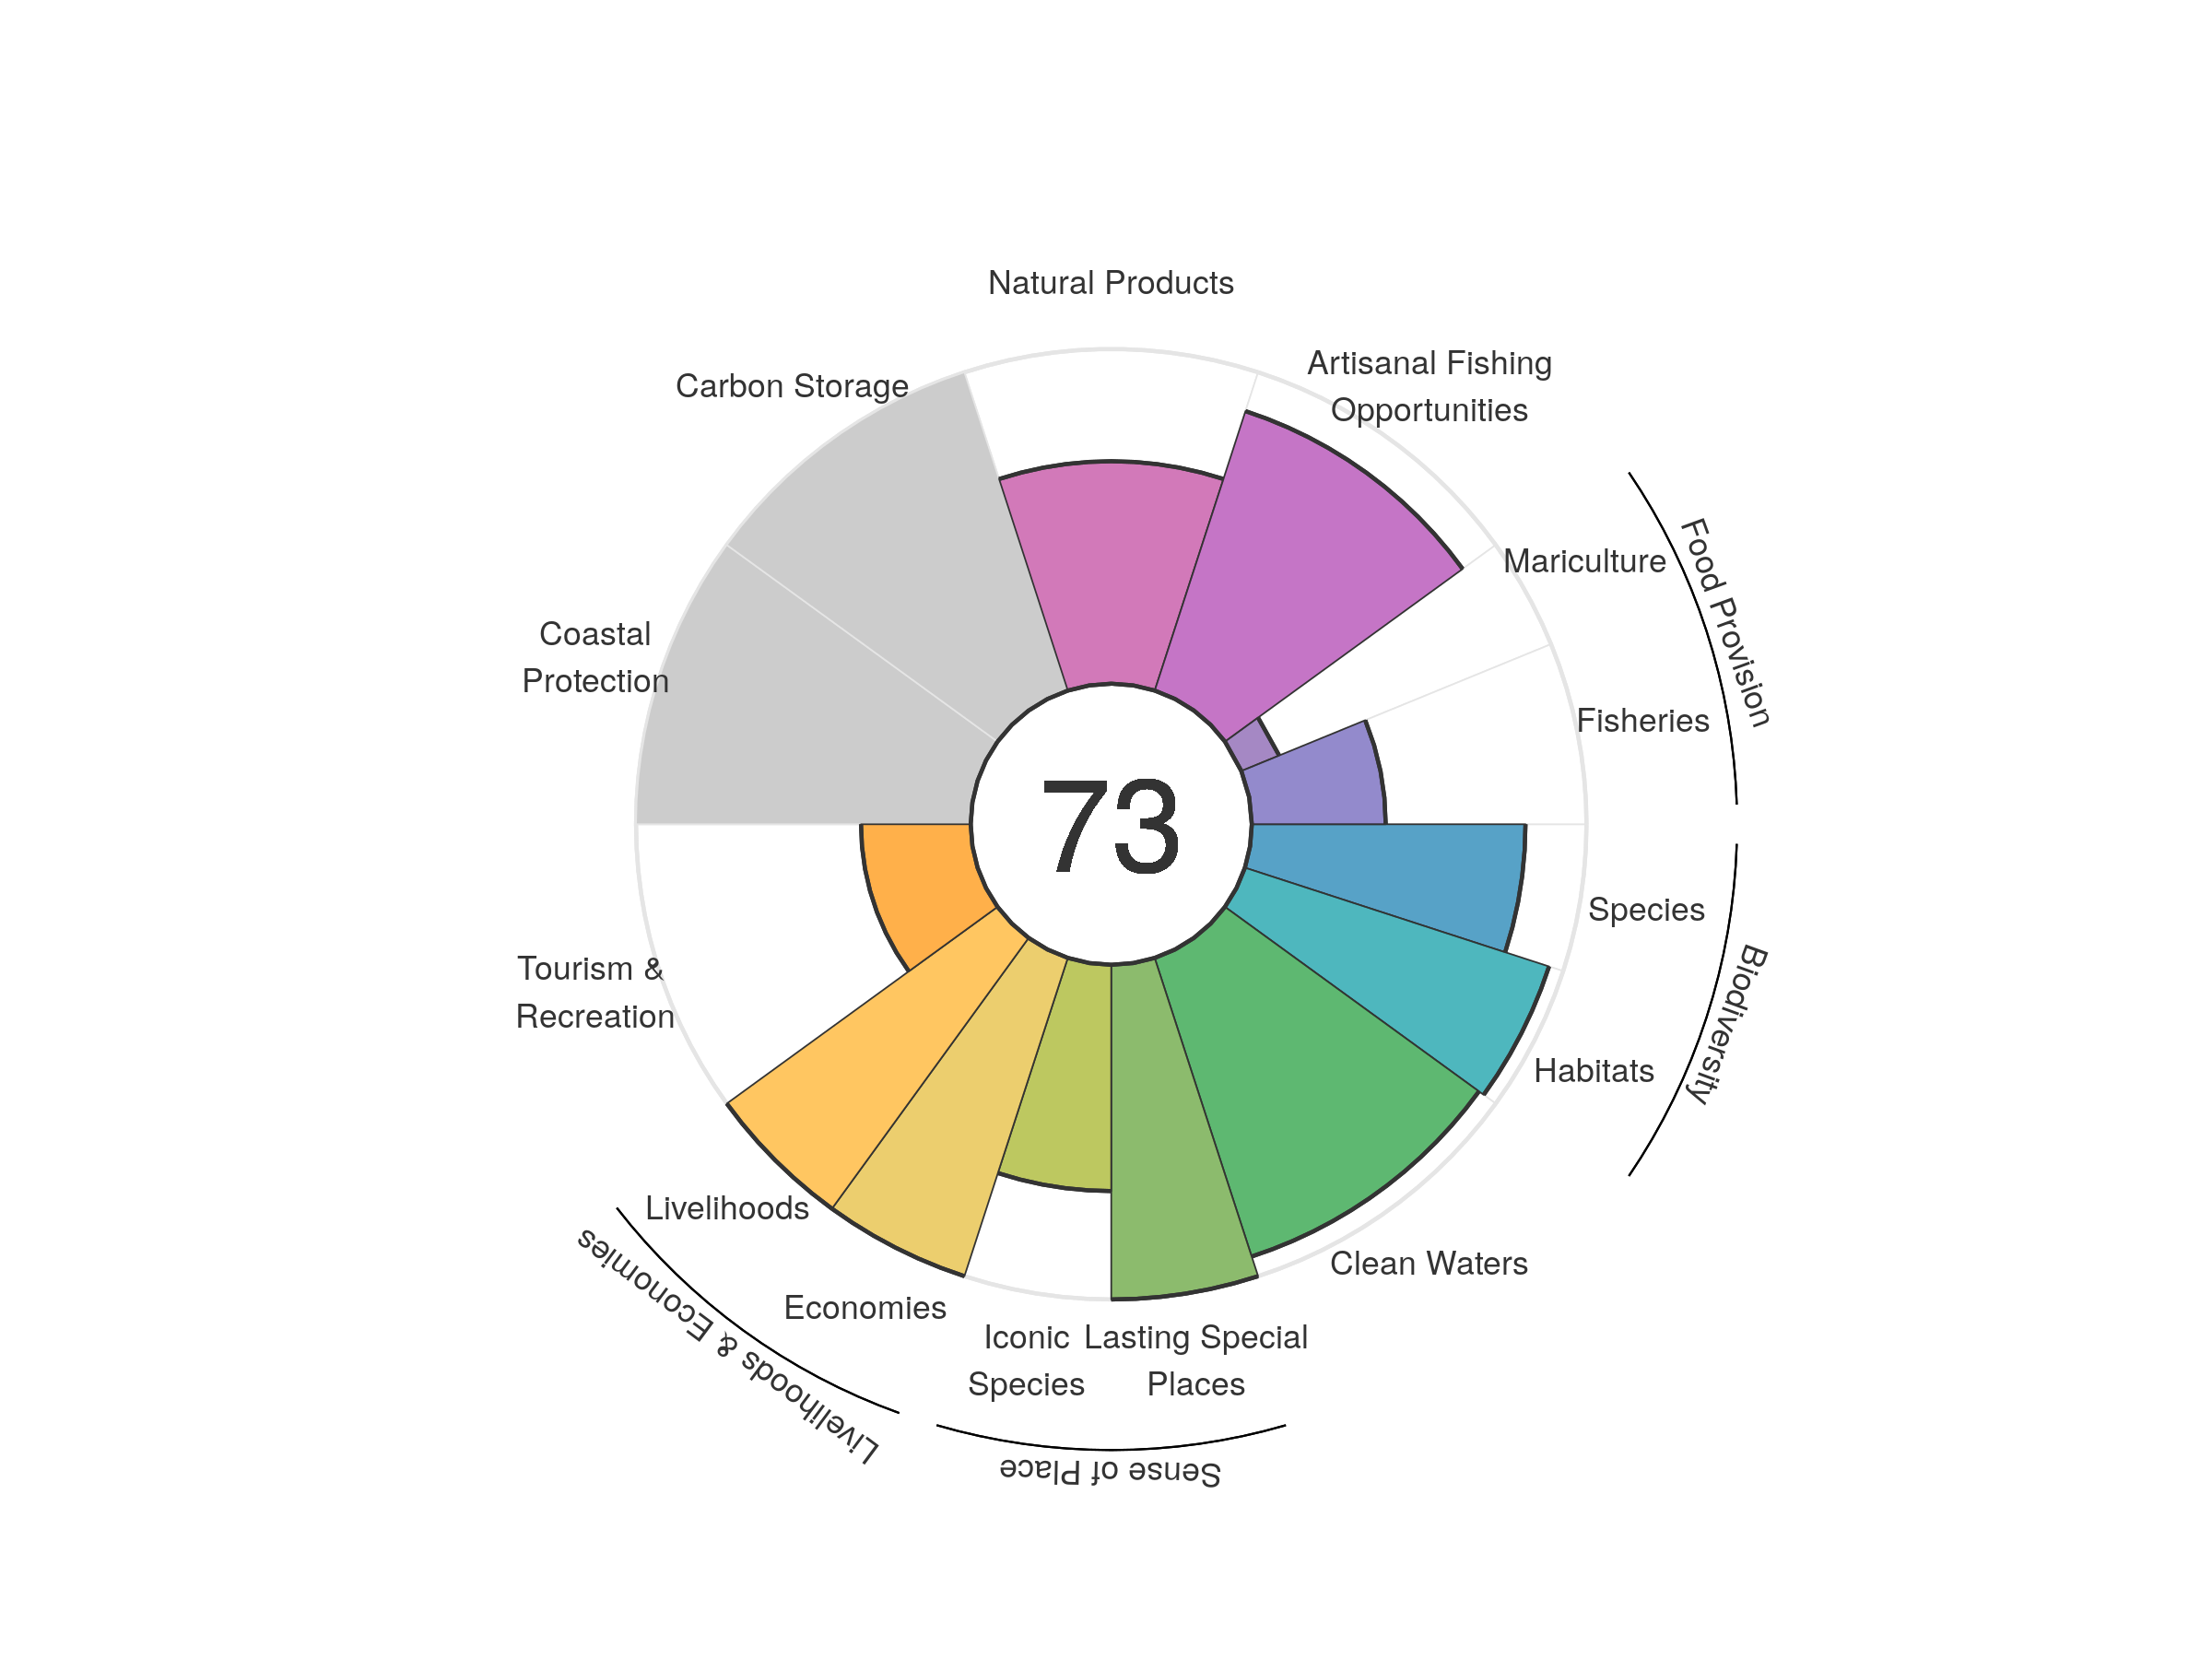 Natural Products
Artisanal Fishing
Opportunities
Carbon Storage
Mariculture
Food Provision
Fisheries
Coastal
Protection
73
Species
Biodiversity
Habitats
Tourism &
Recreation
Livelihoods
Clean Waters
Economies
Livelihoods & Economies
Iconic
Species
Lasting Special
Places
Sense of Place